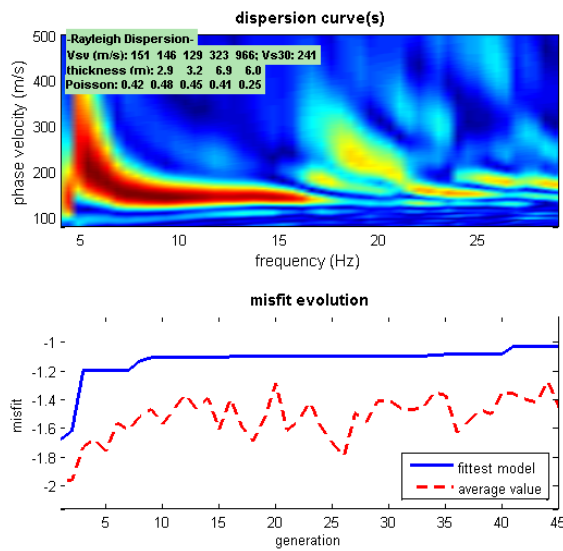 dispersion curve(s)
-Rayleigh Dispersion-
Vsv (m/s): 151 146 129 323 966; Vs30: 241
thickness (m): 2.9 3.2 6.9 6.0
Poisson: 0.42 0.48 0.45 0.41 0.25
500
400
300
200
100
phase velocity (m/s)
5 10 15 20 25
frequency (Hz)
misfit evolution
-1
-1.2
-1.4
-1.6
-1.8
-2
misfit
fittest model
average value
5 10 15 20 25 30 35 40 45
generation